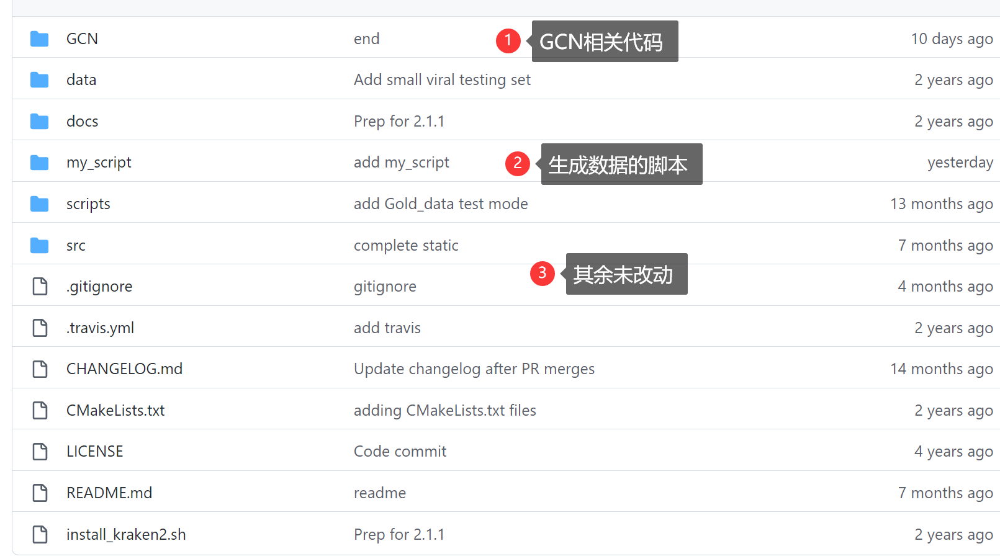 GCN end 1 GCN相关代码 10 days ago
data Add small viral testing set 2 years ago
docs Prep for 2.1.1 2 years ago
my_script add my_script 2 生成数据的脚本 yesterday
scripts add Gold_data test mode 13 months ago
src complete static 7 months ago
3 其余未改动
.gitignore gitignore 4 months ago
.travis.yml add travis 2 years ago
CHANGELOG.md Update changelog after PR merges 14 months ago
CMakeLists.txt adding CMakeLists.txt files 2 years ago
LICENSE Code commit 4 years ago
README.md readme 7 months ago
install_kraken2.sh Prep for 2.1.1 2 years ago